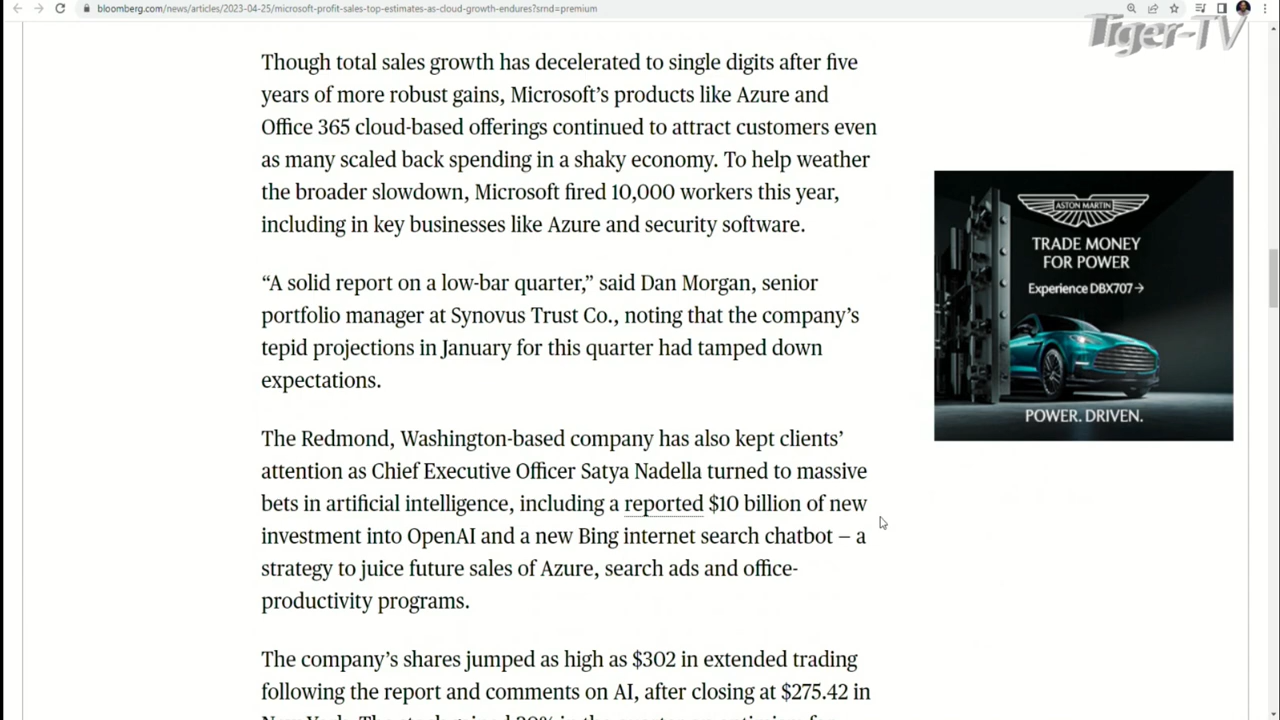 bloomberg.com/news/articles/2023-04-25/microsoft-profit-sales-top-estimates-as-cloud-growth-endures?srnd=premium
Tiger-TV
Though total sales growth has decelerated to single digits after five
years of more robust gains, Microsoft’s products like Azure and
Office 365 cloud-based offerings continued to attract customers even
as many scaled back spending in a shaky economy. To help weather
the broader slowdown, Microsoft fired 10,000 workers this year,
including in key businesses like Azure and security software.
“A solid report on a low-bar quarter,” said Dan Morgan, senior
portfolio manager at Synovus Trust Co., noting that the company’s
tepid projections in January for this quarter had tamped down
expectations.
The Redmond, Washington-based company has also kept clients’
attention as Chief Executive Officer Satya Nadella turned to massive
bets in artificial intelligence, including a reported $10 billion of new
investment into OpenAI and a new Bing internet search chatbot — a
strategy to juice future sales of Azure, search ads and office-
productivity programs.
The company’s shares jumped as high as $302 in extended trading
following the report and comments on AI, after closing at $275.42 in
ASTON MARTIN
TRADE MONEY
FOR POWER
Experience DBX707→
POWER. DRIVEN.